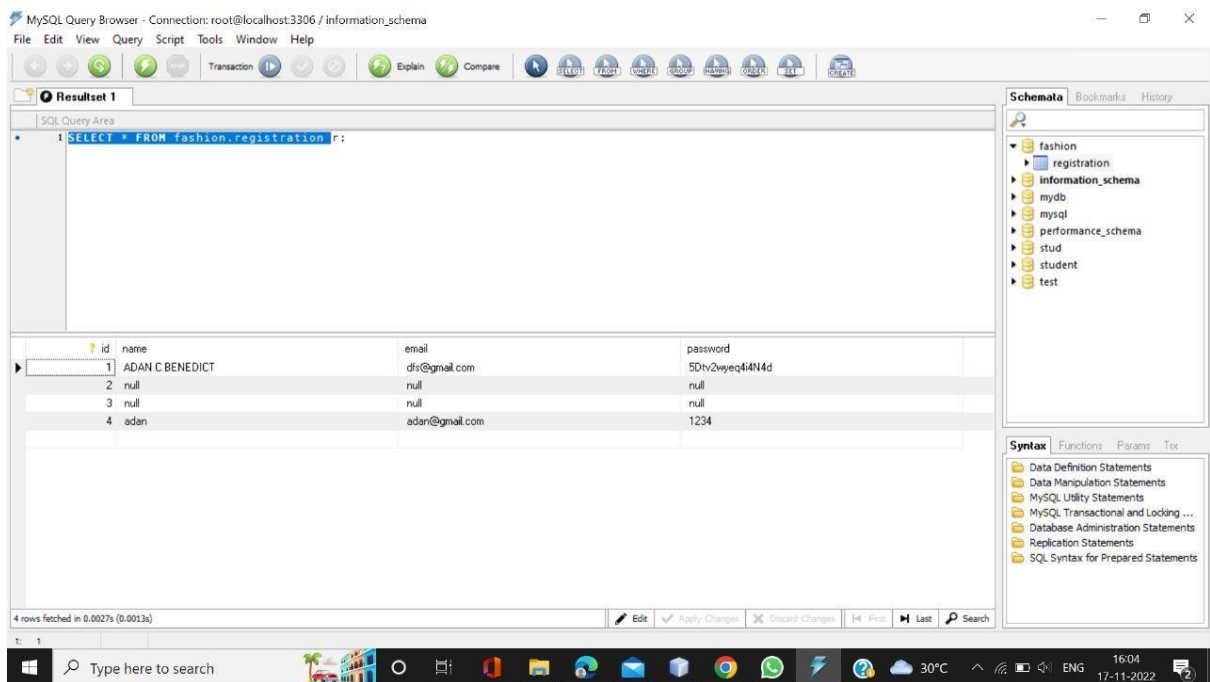 MySQL Query Browser - Connection: root@localhost:3306 / information_schema
File Edit View Query Script Tools Window Help
Transaction Explain Compare SELECT FROM WHERE GROUP HAVING ORDER SET CREATE
Resultset 1
SQL Query Area
1 SELECT * FROM fashion.registration r;
Schemata Bookmarks History
fashion
registration
information_schema
mydb
mysql
performance_schema
stud
student
test
id name email password
1 ADAN C BENEDICT dfs@gmail.com 5Dtv2wyeq4i4N4d
2 null null null
3 null null null
4 adan adan@gmail.com 1234
Syntax Functions Params Trx
Data Definition Statements
Data Manipulation Statements
MySQL Utility Statements
MySQL Transactional and Locking ...
Database Administration Statements
Replication Statements
SQL Syntax for Prepared Statements
4 rows fetched in 0.0027s (0.0013s)
Edit Apply Changes Discard Changes First Last Search
1: 1
Type here to search
30°C ENG 16:04
17-11-2022
2